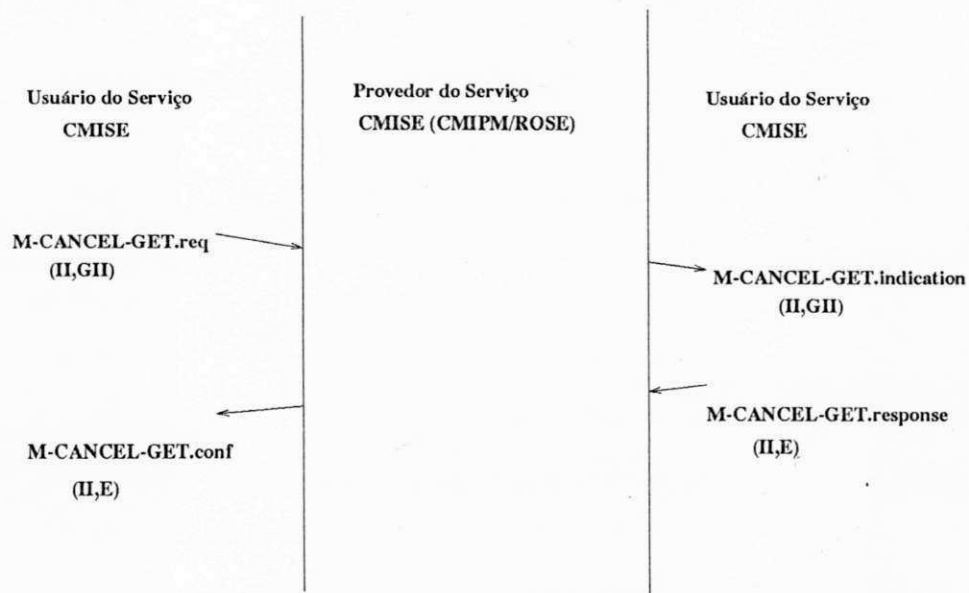 Usuário do Serviço
CMISE
Provedor do Serviço
CMISE (CMIPM/ROSE)
Usuário do Serviço
CMISE
M-CANCEL-GET.req
(II,GII)
M-CANCEL-GET.indication
(II,GII)
M-CANCEL-GET.response
(II,E)
M-CANCEL-GET.conf
(II,E)